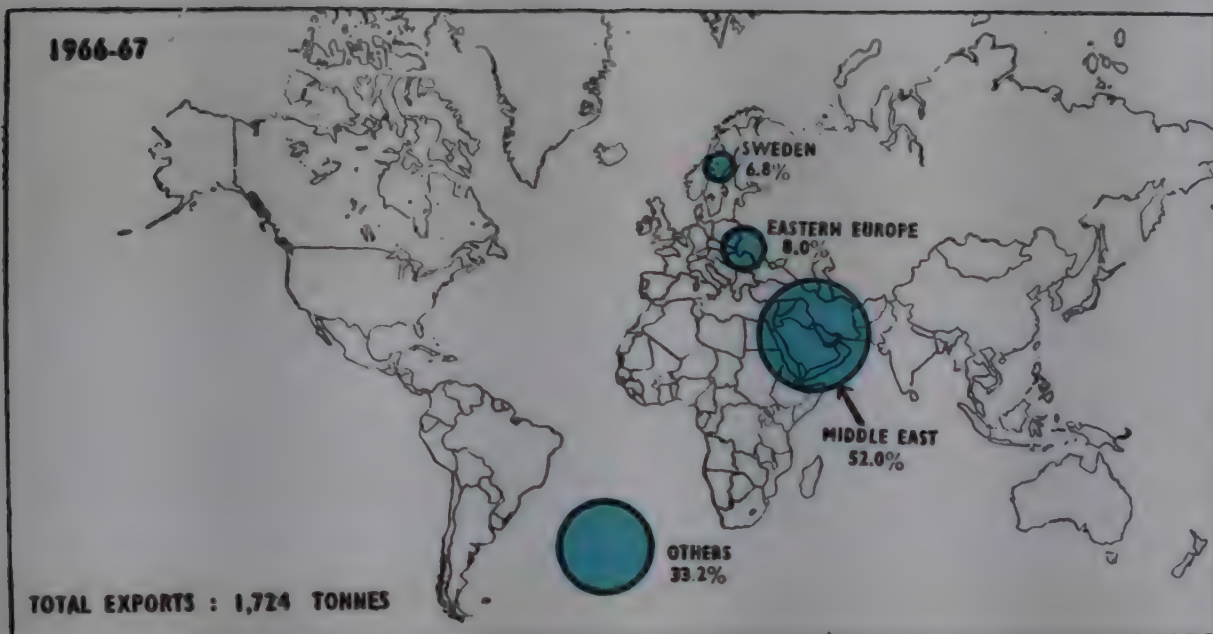 1966-67
SWEDEN
6.8%
EASTERN EUROPE
8.0%
MIDDLE EAST
52.0%
OTHERS
33.2%
TOTAL EXPORTS : 1,724 TONNES